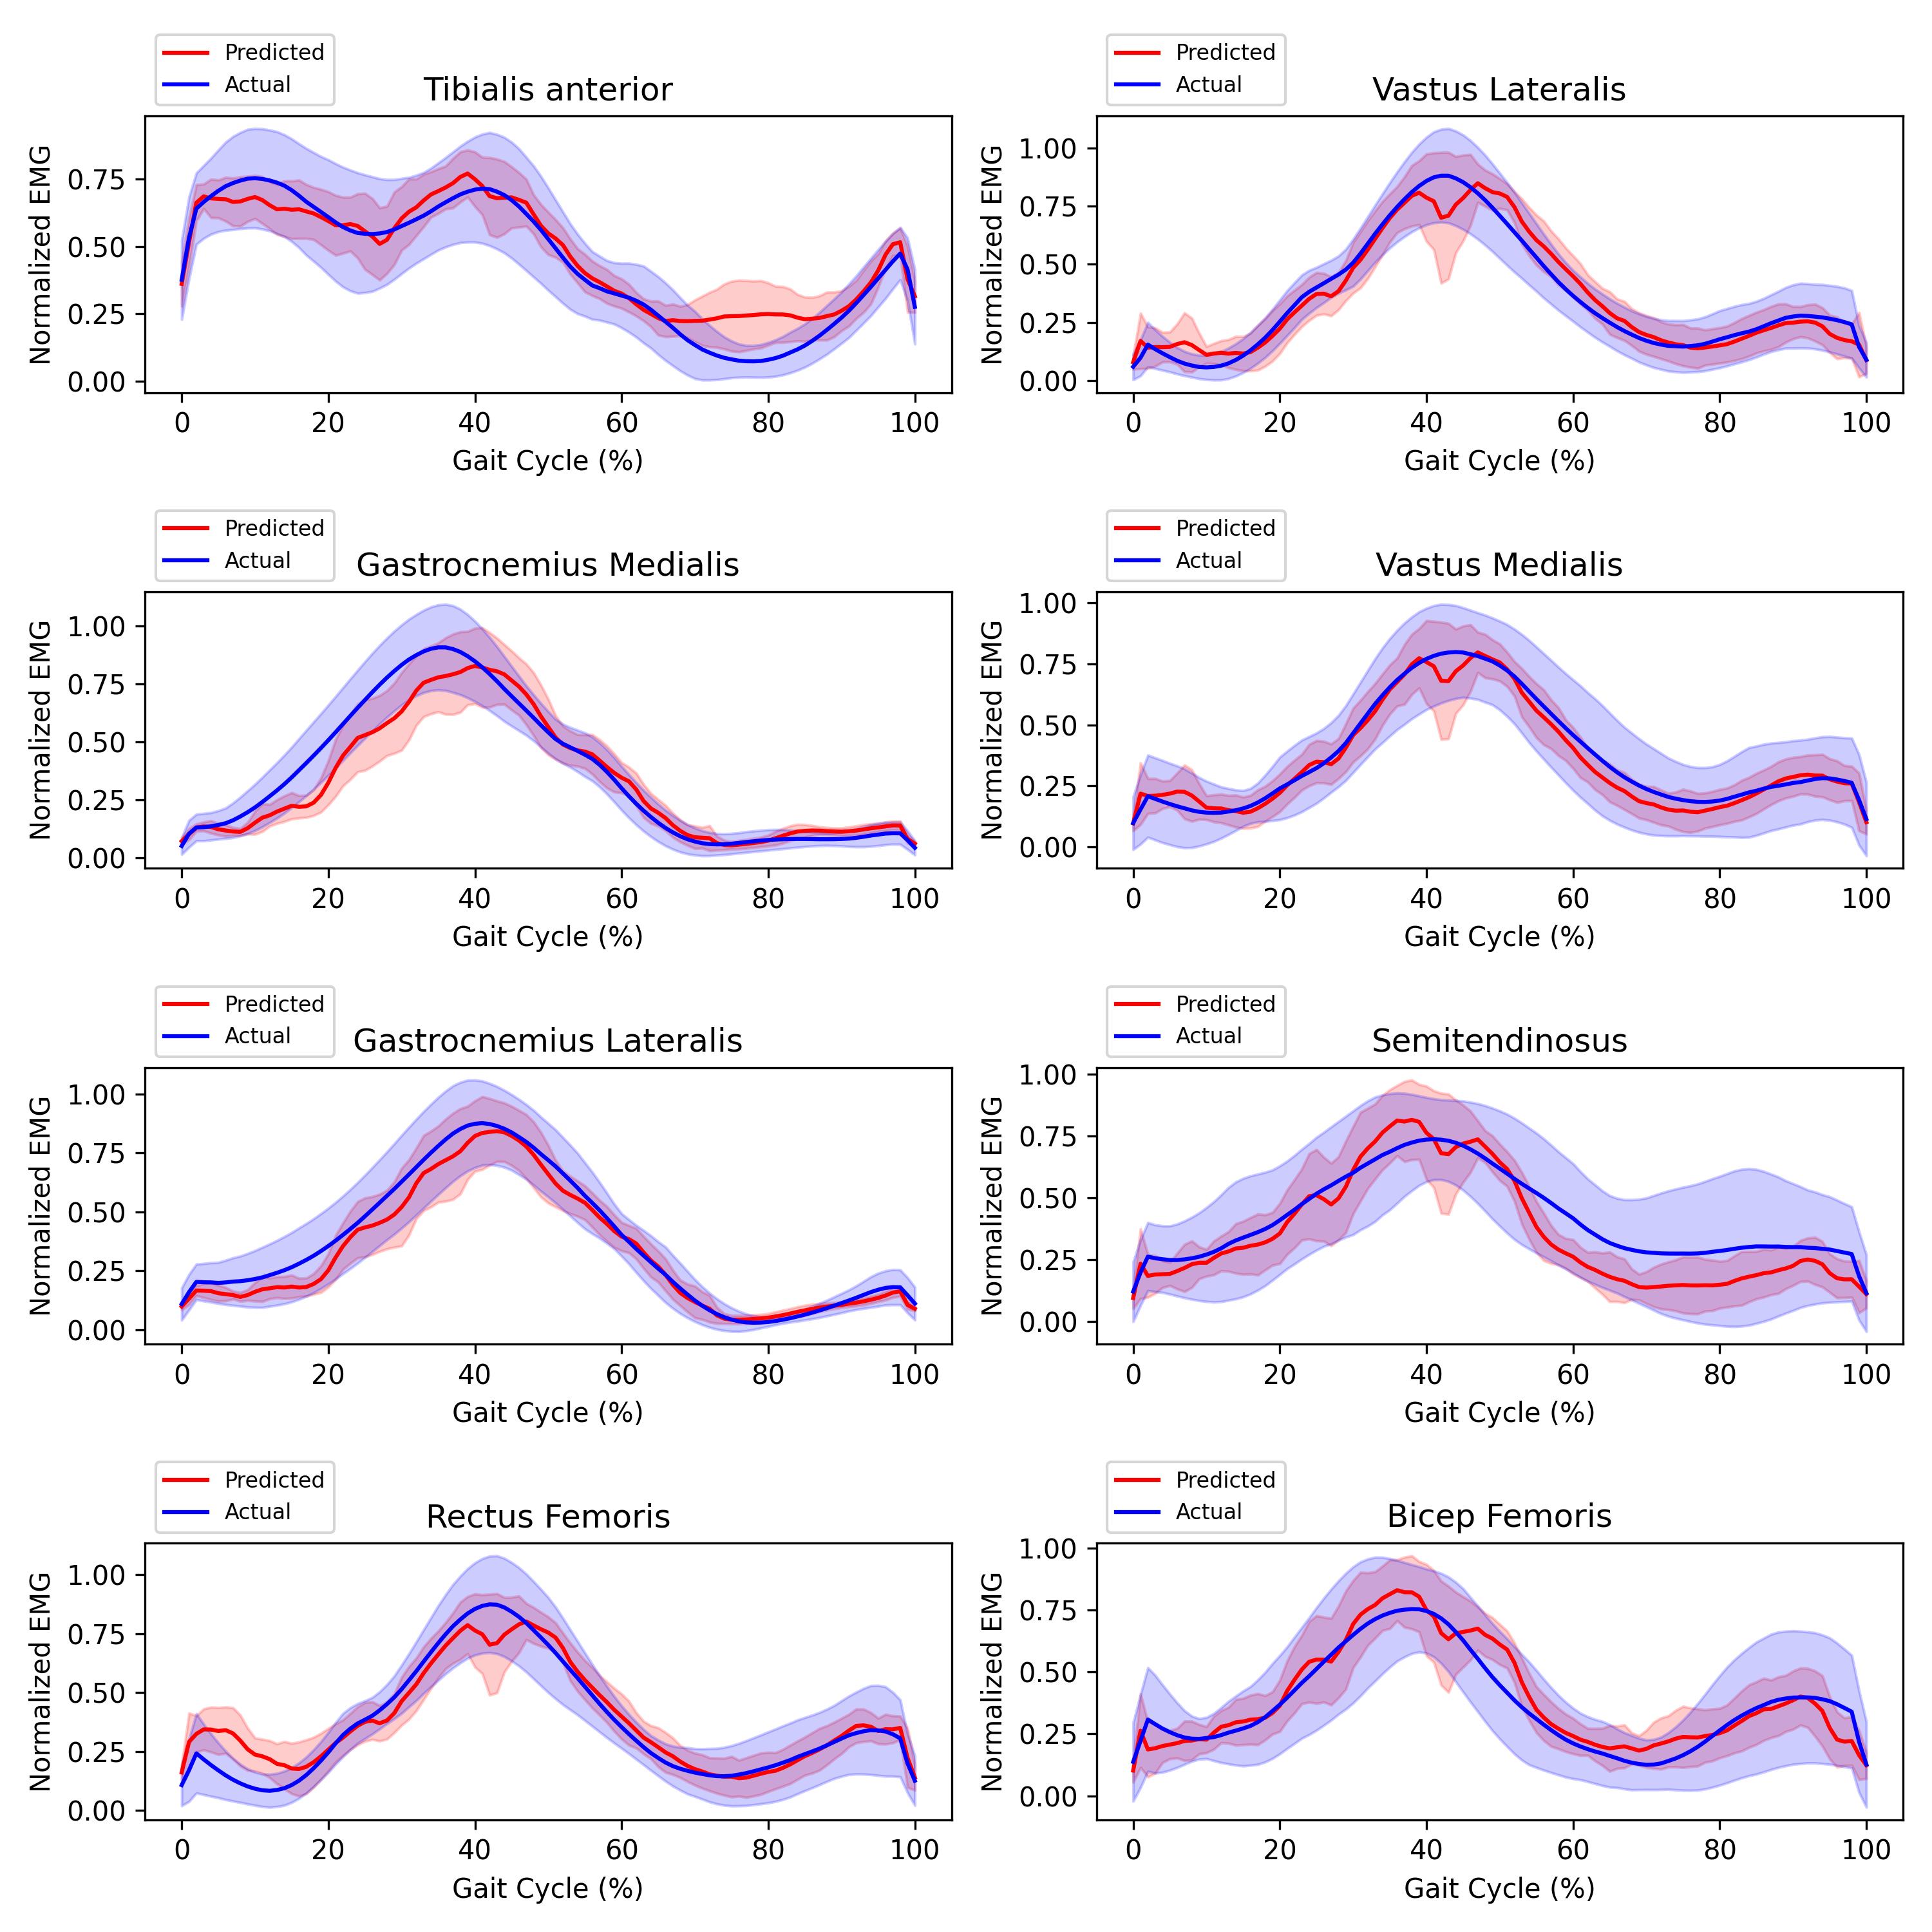 Predicted
Actual
Tibialis anterior
Normalized EMG
0.75
0.50
0.25
0.00
0 20 40 60 80 100
Gait Cycle (%)
Predicted
Actual
Vastus Lateralis
Normalized EMG
1.00
0.75
0.50
0.25
0.00
0 20 40 60 80 100
Gait Cycle (%)
Predicted
Actual
Gastrocnemius Medialis
Normalized EMG
1.00
0.75
0.50
0.25
0.00
0 20 40 60 80 100
Gait Cycle (%)
Predicted
Actual
Vastus Medialis
Normalized EMG
1.00
0.75
0.50
0.25
0.00
0 20 40 60 80 100
Gait Cycle (%)
Predicted
Actual
Gastrocnemius Lateralis
Normalized EMG
1.00
0.75
0.50
0.25
0.00
0 20 40 60 80 100
Gait Cycle (%)
Predicted
Actual
Semitendinosus
Normalized EMG
1.00
0.75
0.50
0.25
0.00
0 20 40 60 80 100
Gait Cycle (%)
Predicted
Actual
Rectus Femoris
Normalized EMG
1.00
0.75
0.50
0.25
0.00
0 20 40 60 80 100
Gait Cycle (%)
Predicted
Actual
Bicep Femoris
Normalized EMG
1.00
0.75
0.50
0.25
0.00
0 20 40 60 80 100
Gait Cycle (%)